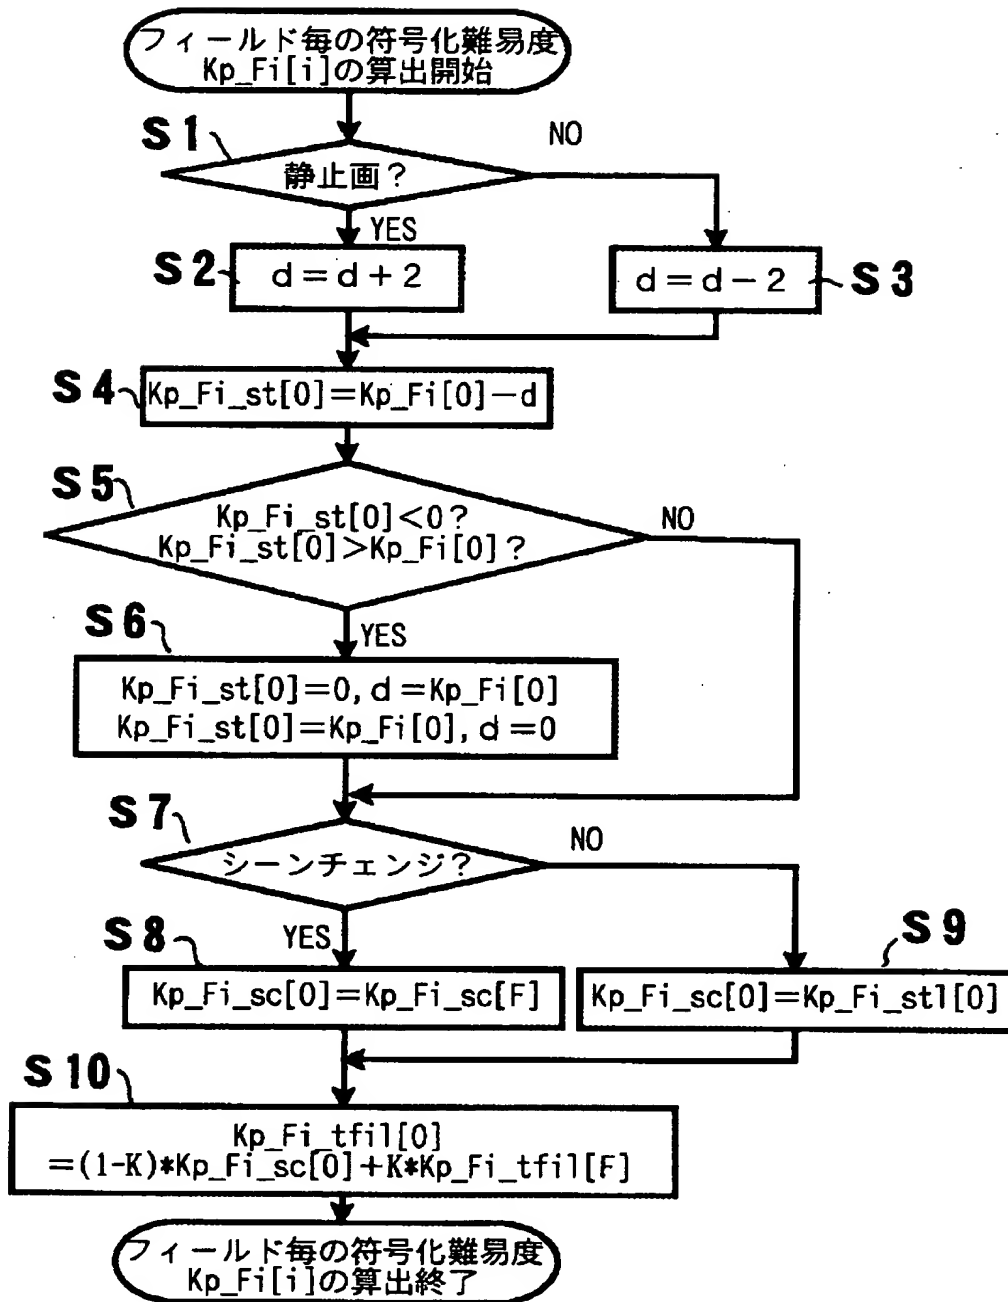 フィールド毎の符号化難易度
Kp_Fi[i]の算出開始
S1
静止画?
NO
YES
S2
d=d+2
d=d-2
S3
S4
Kp_Fi_st[0]=Kp_Fi[0]-d
S5
Kp_Fi_st[0]<0?
Kp_Fi_st[0]>Kp_Fi[0]?
NO
S6
YES
Kp_Fi_st[0]=0, d=Kp_Fi[0]
Kp_Fi_st[0]=Kp_Fi[0], d=0
S7
シーンチェンジ?
NO
S8
YES
S9
Kp_Fi_sc[0]=Kp_Fi_sc[F]
Kp_Fi_sc[0]=Kp_Fi_stl[0]
S10
Kp_Fi_tfil[0]
=(1-K)*Kp_Fi_sc[0]+K*Kp_Fi_tfil[F]
フィールド毎の符号化難易度
Kp_Fi[i]の算出終了